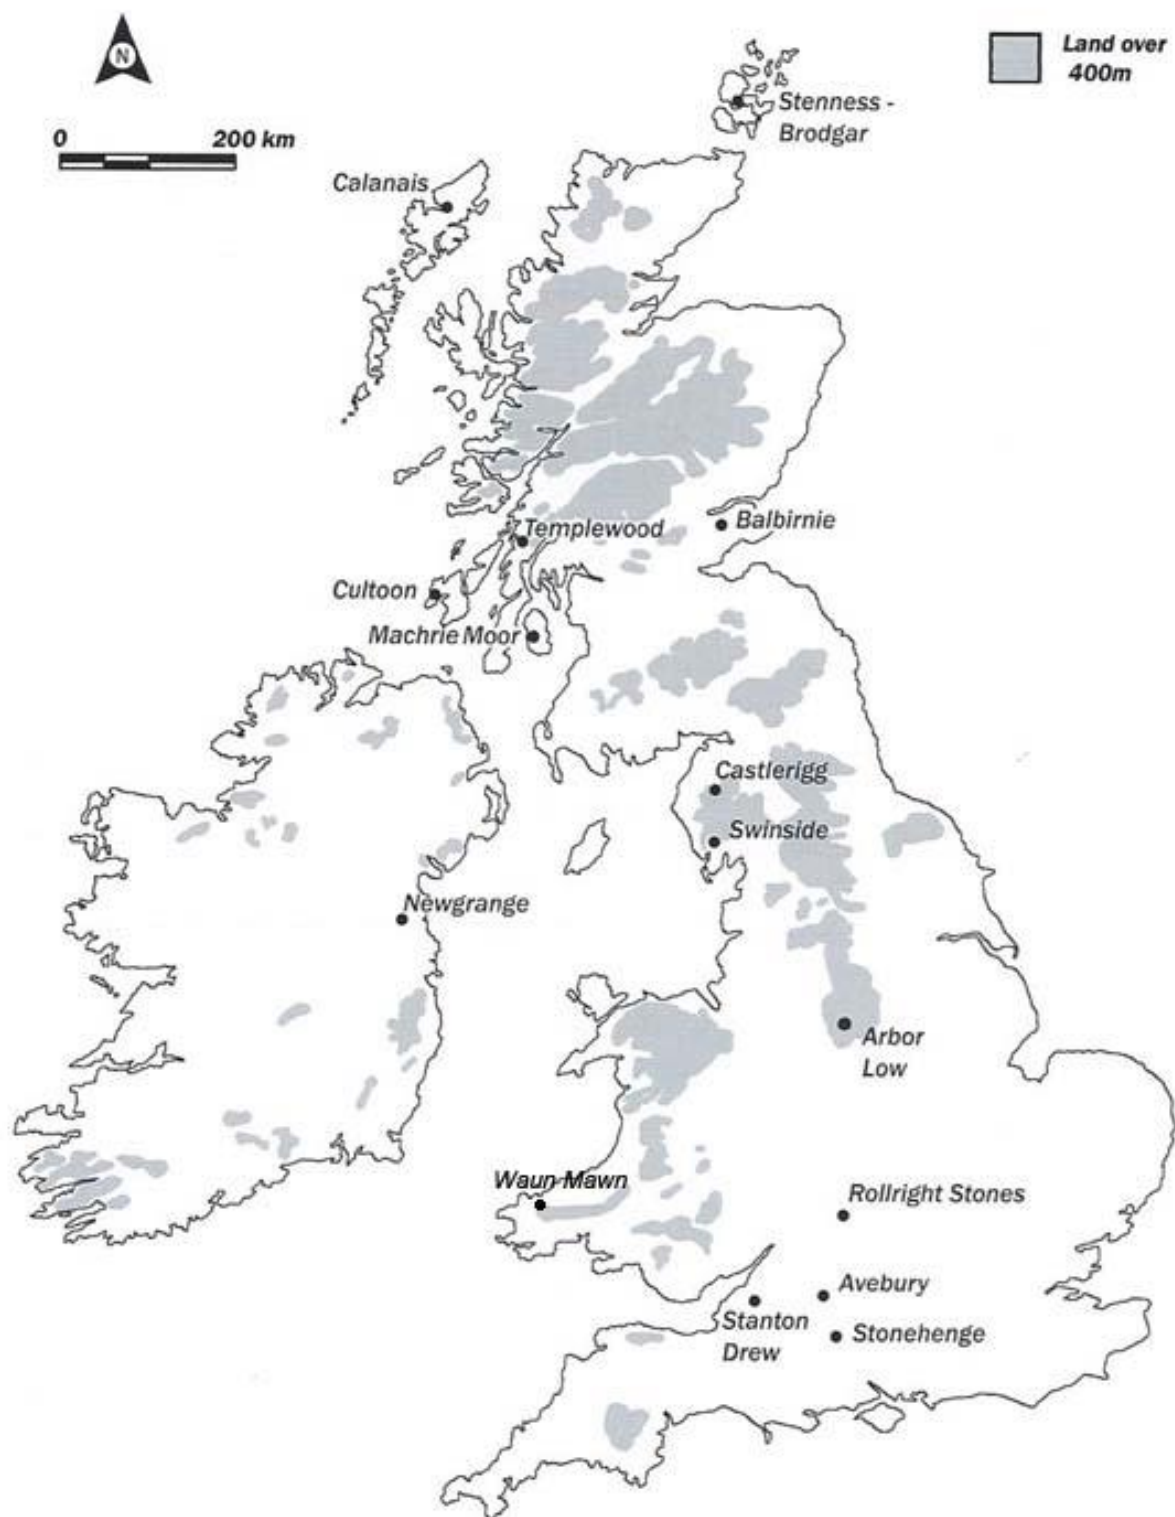 N
Land over
400m
0 200 km
Stenness -
Brodgar
Calanais
Templewood
Balbirnie
Cultoon
Machrie Moor
Castlerigg
Swinside
Newgrange
Arbor
Low
Waun Mawn
Rollright Stones
Avebury
Stanton
Drew
Stonehenge